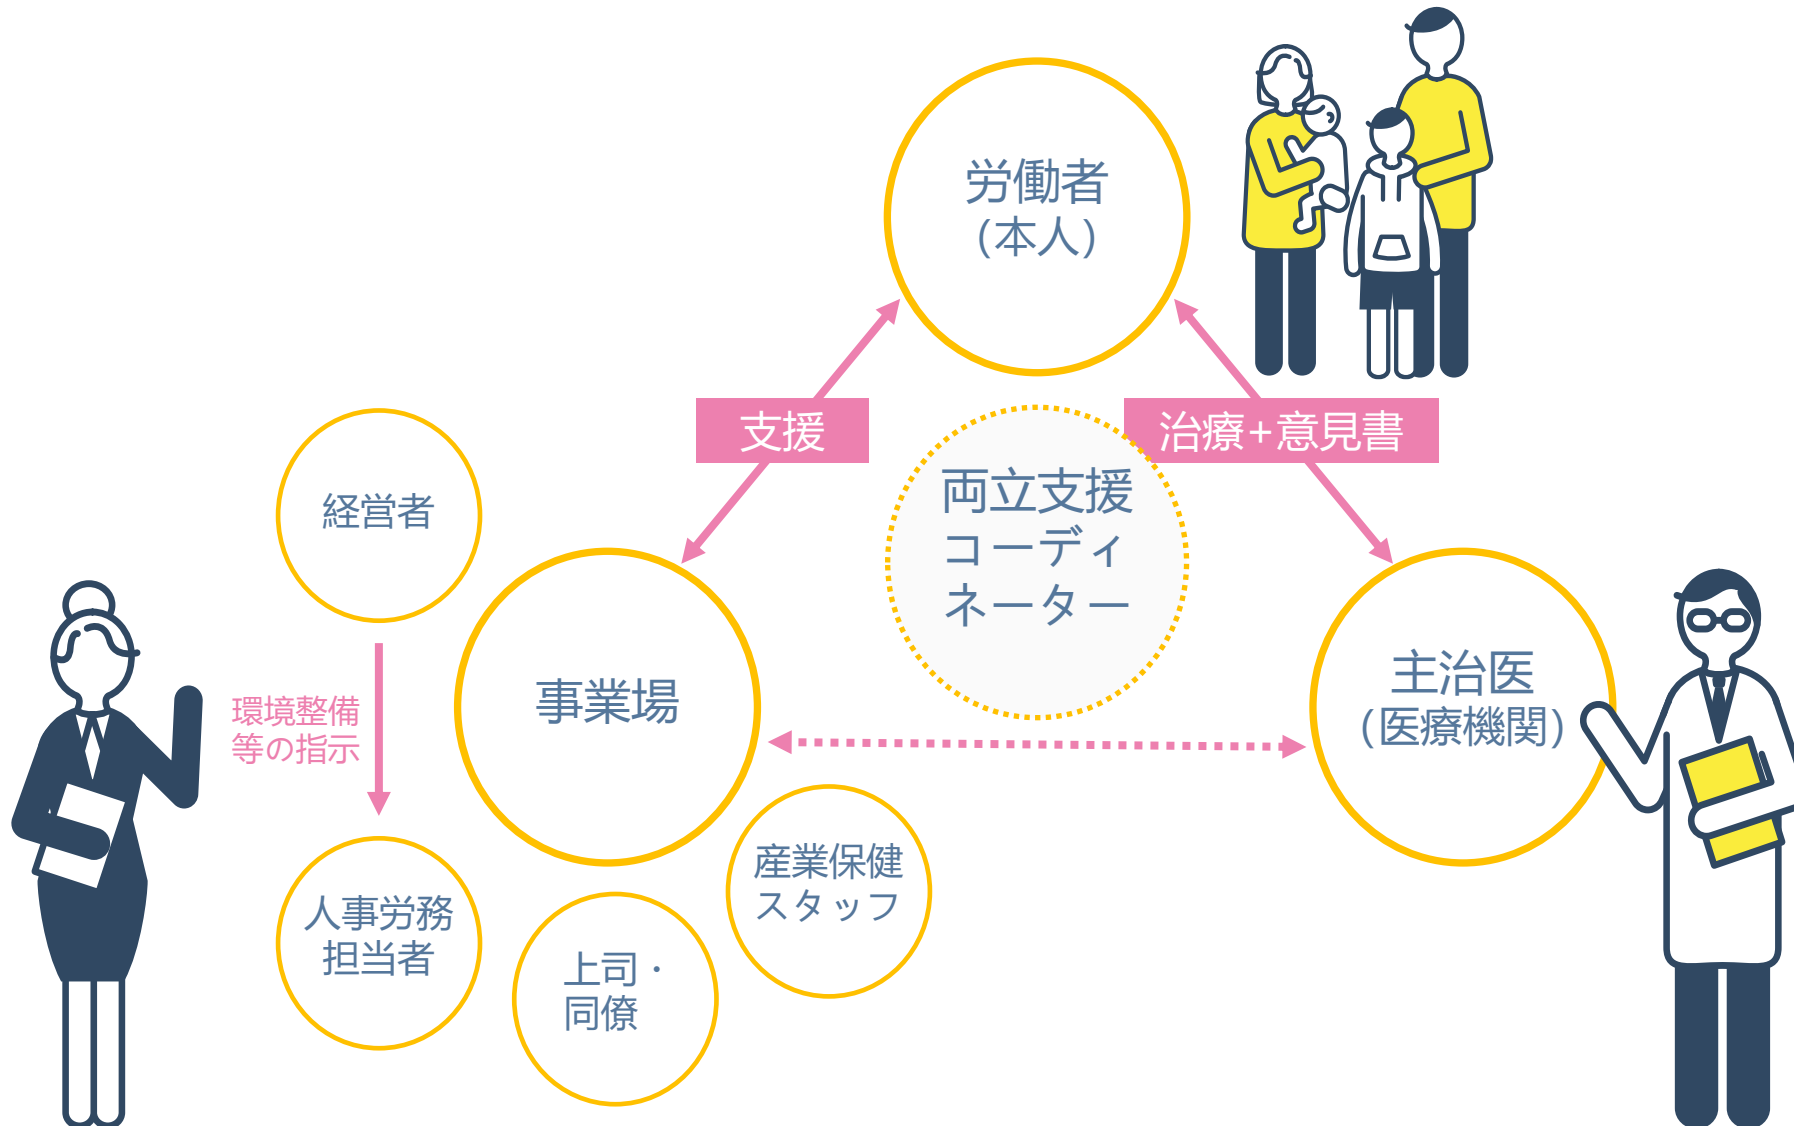 労働者
(本人)
支援
治療+意見書
両立支援
コーディ
ネーター
経営者
事業場
主治医
(医療機関)
環境整備
等の指示
産業保健
スタッフ
人事労務
担当者
上司・
同僚